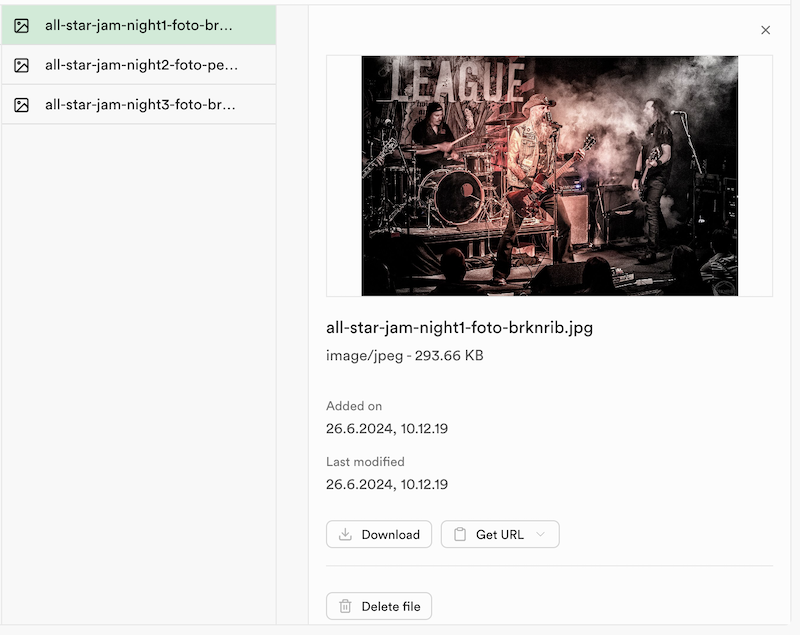 all-star-jam-night1-foto-br...
all-star-jam-night2-foto-pe...
all-star-jam-night3-foto-br...
LEAGUE
all-star-jam-night1-foto-brknrib.jpg
image/jpeg - 293.66 KB
Added on
26.6.2024, 10.12.19
Last modified
26.6.2024, 10.12.19
Download
Get URL
Delete file